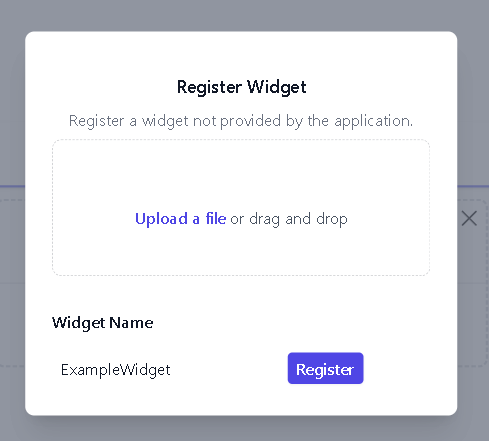 Register Widget
Register a widget not provided by the application.
Upload a file or drag and drop
Widget Name
ExampleWidget
Register